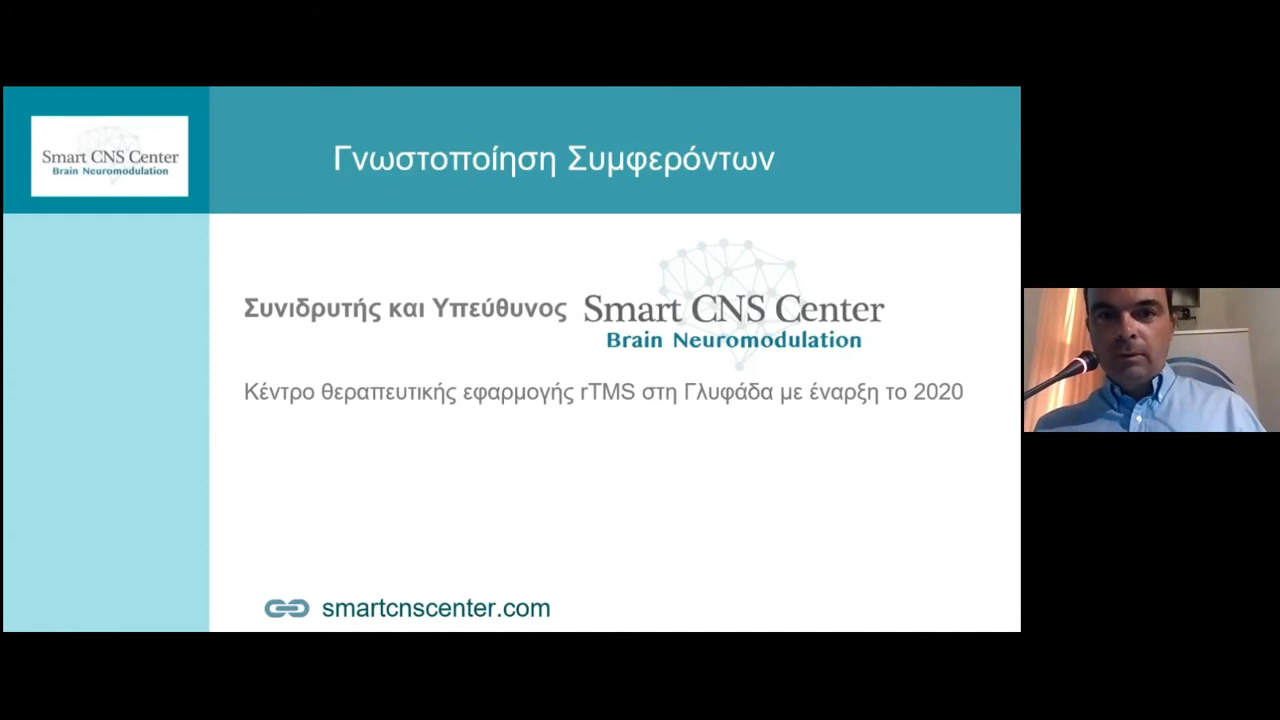 Smart CNS Center
Brain Neuromodulation
Γνωστοποίηση Συμφερόντων
Συνιδρυτής και Υπεύθυνος
Smart CNS Center
Brain Neuromodulation
Κέντρο θεραπευτικής εφαρμογής rTMS στη Γλυφάδα με έναρξη το 2020
smartcnscenter.com